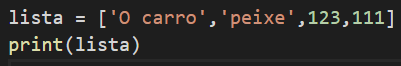 lista = ['O carro','peixe',123,111]
print(lista)